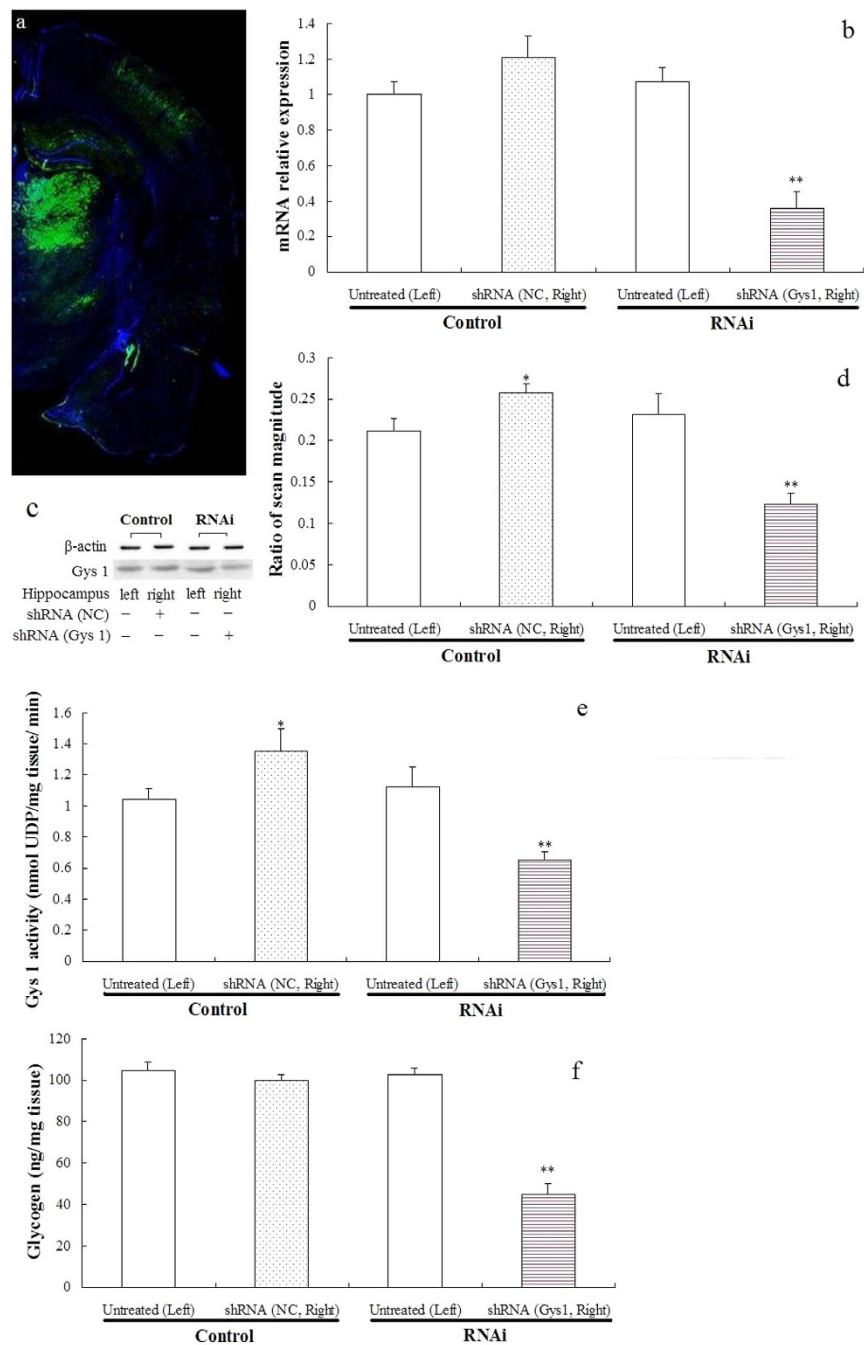 a
b
mRNA relative expression
1.4
1.2
1
0.8
0.6
0.4
0.2
0
**
Untreated (Left) shRNA (NC, Right) Untreated (Left) shRNA (Gys1, Right)
Control RNAi
c
Control RNAi
β-actin
Gys 1
Hippocampus left right left right
shRNA (NC) – + – –
shRNA (Gys 1) – – – +
d
Ratio of scan magnitude
0.3
0.25
0.2
0.15
0.1
0.05
0
*
**
Untreated (Left) shRNA (NC, Right) Untreated (Left) shRNA (Gys1, Right)
Control RNAi
e
Gys 1 activity (nmol UDP/mg tissue/ min)
1.6
1.4
1.2
1
0.8
0.6
0.4
0.2
0
*
**
Untreated (Left) shRNA (NC, Right) Untreated (Left) shRNA (Gys1, Right)
Control RNAi
f
Glycogen (ng/mg tissue)
120
100
80
60
40
20
0
**
Untreated (Left) shRNA (NC, Right) Untreated (Left) shRNA (Gys1, Right)
Control RNAi